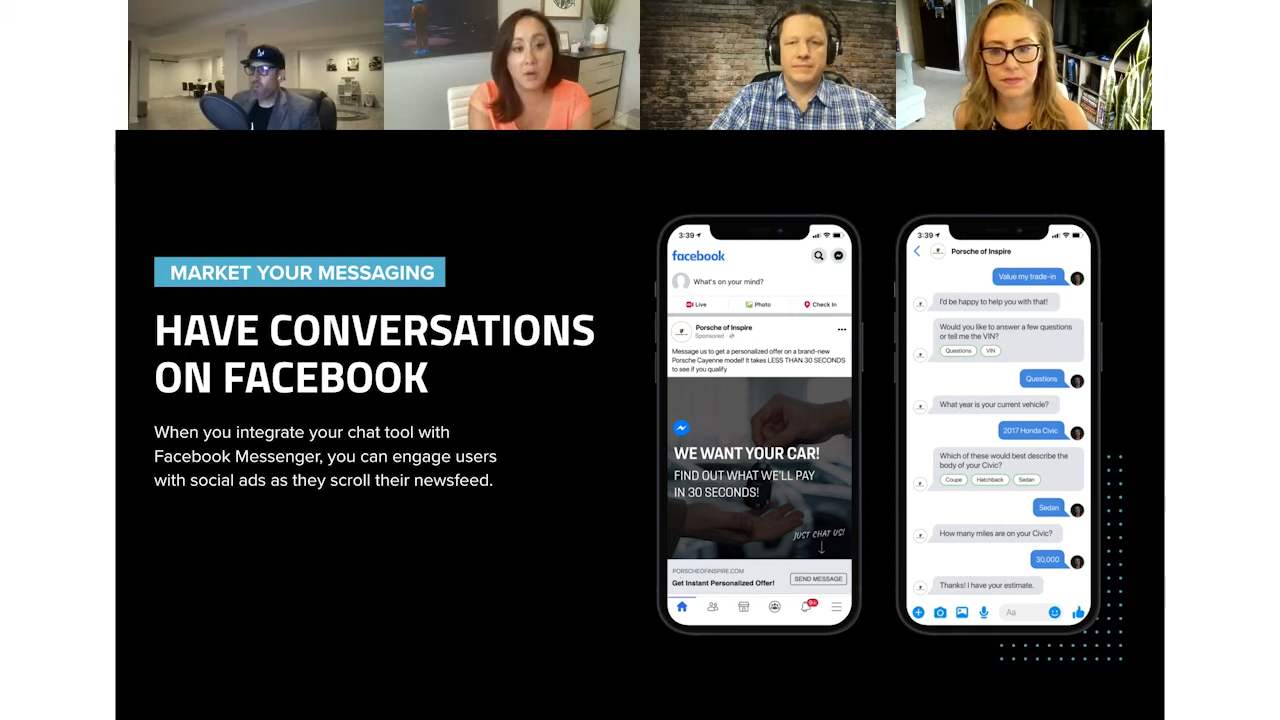 MARKET YOUR MESSAGING
HAVE CONVERSATIONS
ON FACEBOOK
When you integrate your chat tool with
Facebook Messenger, you can engage users
with social ads as they scroll their newsfeed.
3:39
facebook
What's on your mind?
Live
Photo
Check In
Porsche of Inspire
Sponsored
Message us to get a personalized offer on a brand-new
Porsche Cayenne model! It takes LESS THAN 30 SECONDS
to see if you qualify
WE WANT YOUR CAR!
FIND OUT WHAT WE'LL PAY
IN 30 SECONDS!
JUST CHAT US!
PORSCHEOFINSPIRE.COM
Get Instant Personalized Offer!
SEND MESSAGE
9+
3:39
Porsche of Inspire
Value my trade-in
I'd be happy to help you with that!
Would you like to answer a few questions
or tell me the VIN?
Questions
VIN
Questions
What year is your current vehicle?
2017 Honda Civic
Which of these would best describe the
body of your Civic?
Coupe
Hatchback
Sedan
Sedan
How many miles are on your Civic?
30,000
Thanks! I have your estimate.
Aa